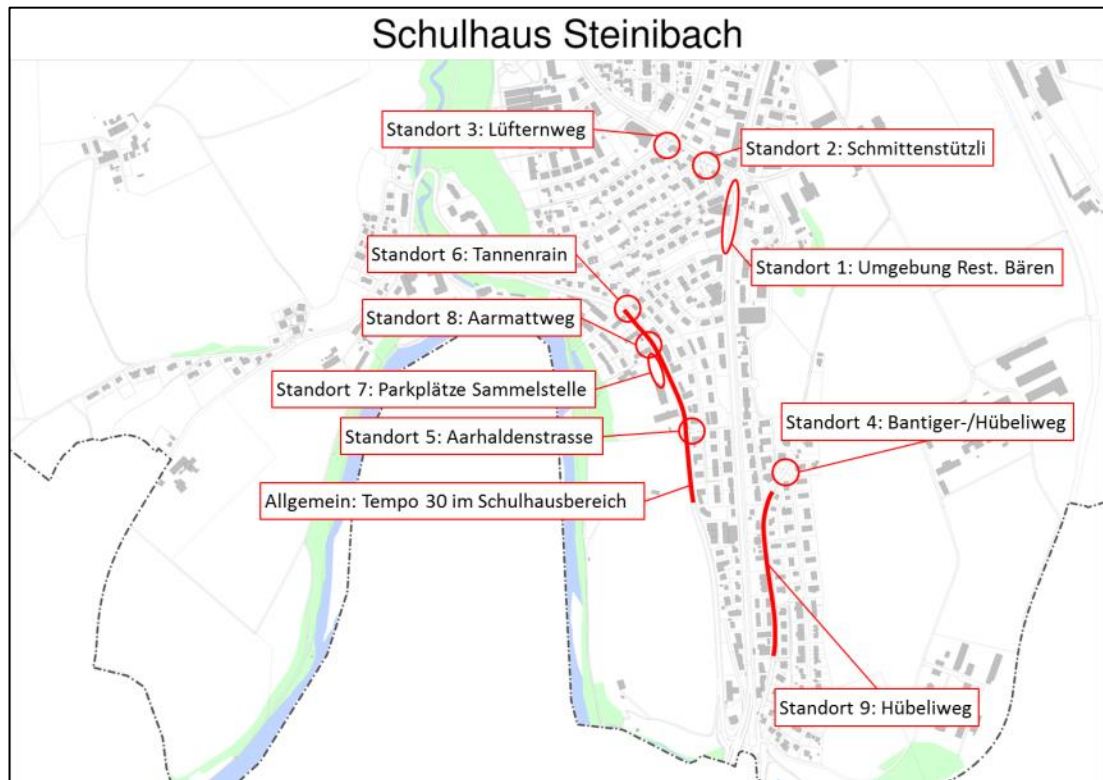 Schulhaus Steinibach
Standort 3: Lüfternweg
Standort 2: Schmittenstützli
Standort 6: Tannenrain
Standort 1: Umgebung Rest. Bären
Standort 8: Aarmattweg
Standort 7: Parkplätze Sammelstelle
Standort 5: Aarhaldenstrasse
Standort 4: Bantiger-/Hübeliweg
Allgemein: Tempo 30 im Schulhausbereich
Standort 9: Hübeliweg